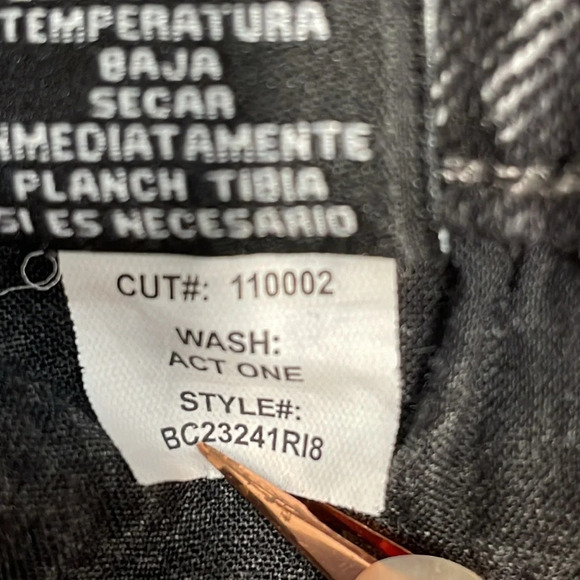 TEMPERATURA
BAJA
SECAR
INMEDIATAMENTE
PLANCH TIBIA
SI ES NECESARIO
CUT#: 110002
WASH:
ACT ONE
STYLE#:
BC23241RI8